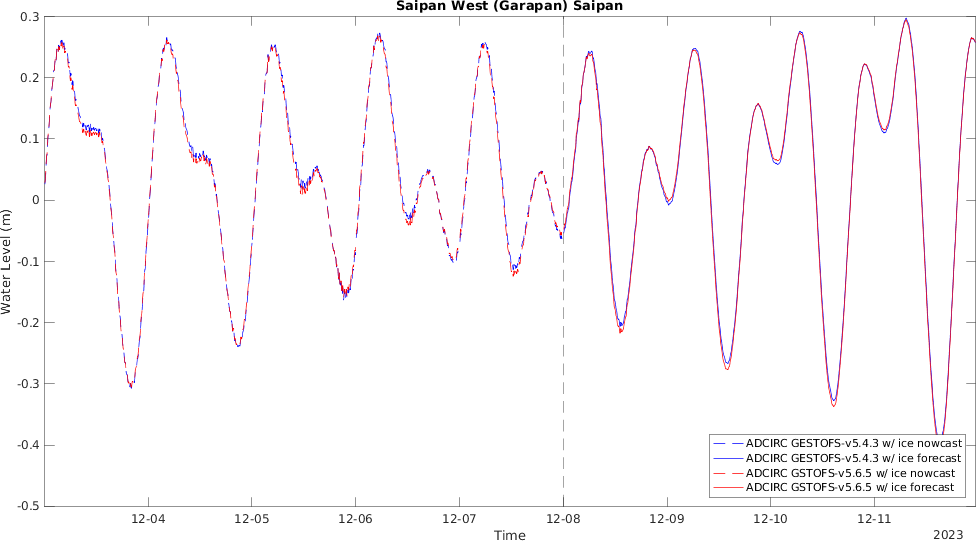 Saipan West (Garapan) Saipan
0.3
0.2
0.1
0
-0.1
-0.2
-0.3
-0.4
-0.5
Water Level (m)
12-04
12-05
12-06
12-07
12-08
12-09
12-10
12-11
Time
2023
ADCIRC GESTOFS-v5.4.3 w/ ice nowcast
ADCIRC GESTOFS-v5.4.3 w/ ice forecast
ADCIRC GSTOFS-v5.6.5 w/ ice nowcast
ADCIRC GSTOFS-v5.6.5 w/ ice forecast